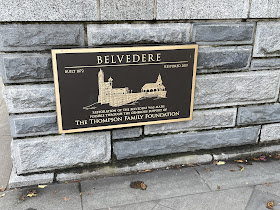 BELVEDERE
BUILT 1872 RESTORED 2019
RESTORATION OF THE BELVEDERE WAS MADE
POSSIBLE THROUGH THE GENEROUS SUPPORT OF
THE THOMPSON FAMILY FOUNDATION